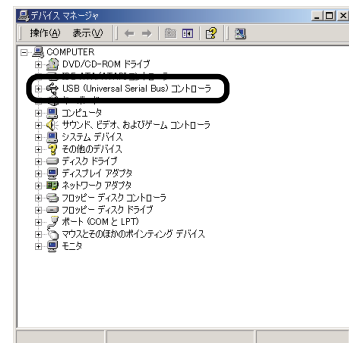 デバイス マネージャ
操作(A) 表示(V)
COMPUTER
DVD/CD-ROM ドライブ
USB (Universal Serial Bus) コントローラ
コンピュータ
サウンド、ビデオ、およびゲーム コントローラ
システム デバイス
その他のデバイス
ディスク ドライブ
ディスプレイ アダプタ
ネットワーク アダプタ
フロッピー ディスク コントローラ
フロッピー ディスク ドライブ
ポート (COM と LPT)
マウスとそのほかのポインティング デバイス
モニタ